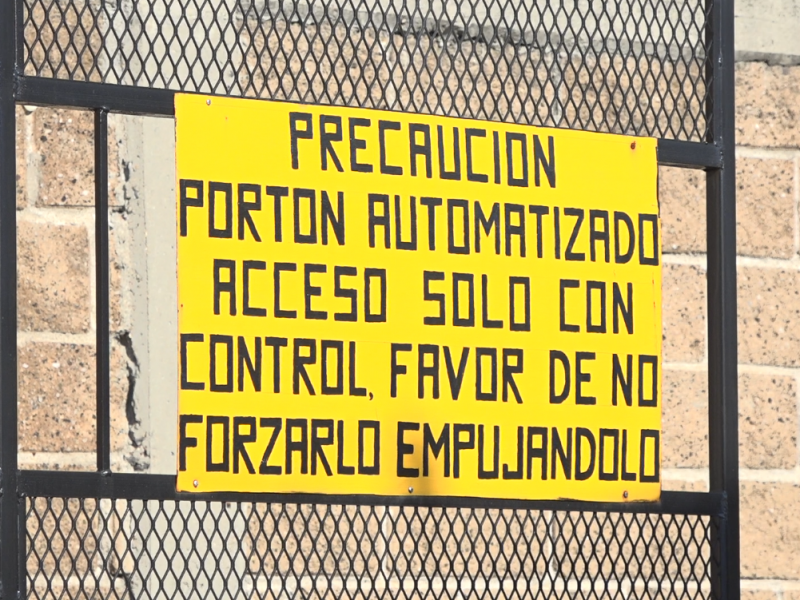 PRECAUCION
PORTON AUTOMATIZADO
ACCESO SOLO CON
CONTROL, FAVOR DE NO
FORZARLO EMPUJANDOLO